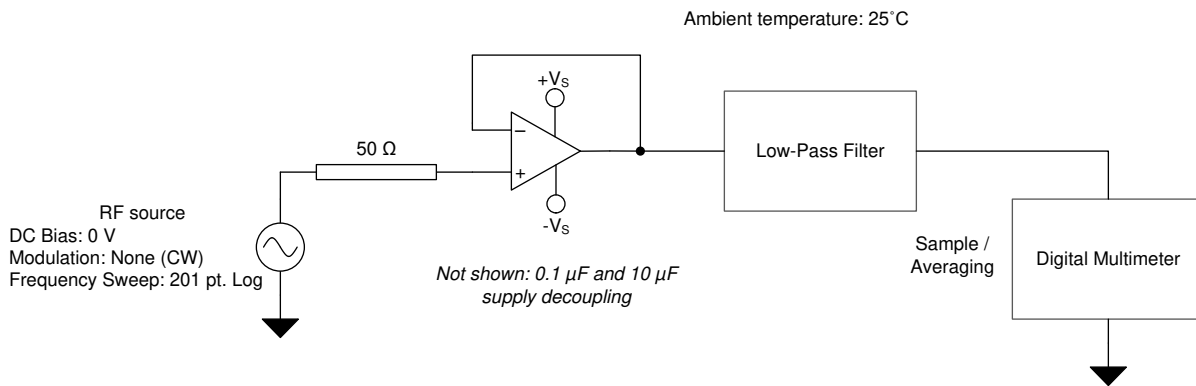 Ambient temperature: 25˚C
+VS
−
50 Ω
Low-Pass Filter
+
RF source
-VS
DC Bias: 0 V
Modulation: None (CW)
Frequency Sweep: 201 pt. Log
Not shown: 0.1 µF and 10 µF
supply decoupling
Sample /
Averaging
Digital Multimeter